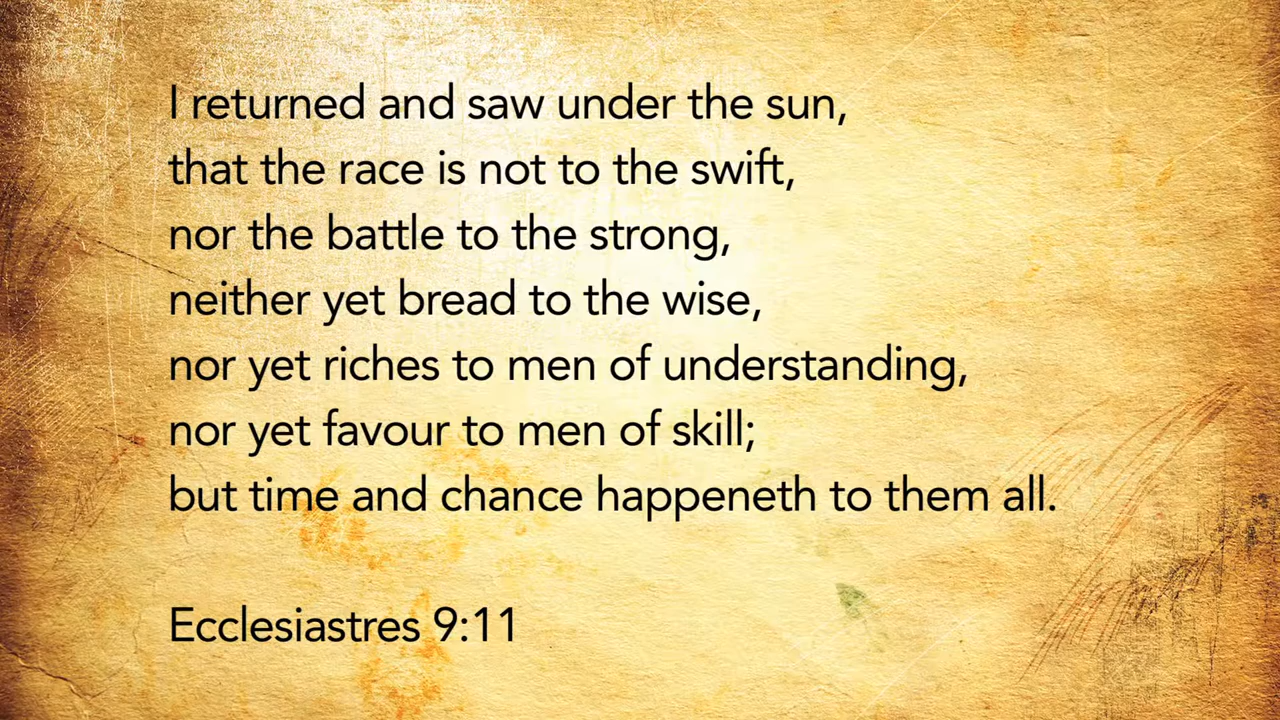 I returned and saw under the sun,
that the race is not to the swift,
nor the battle to the strong,
neither yet bread to the wise,
nor yet riches to men of understanding,
nor yet favour to men of skill;
but time and chance happeneth to them all.
Ecclesiastres 9:11